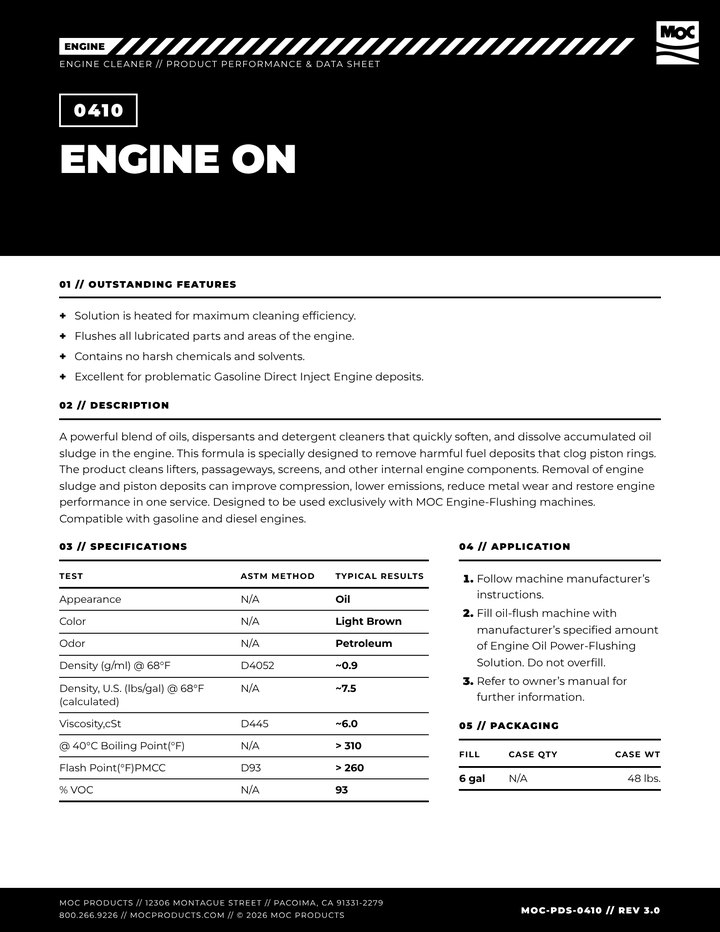 ENGINE
MOC
ENGINE CLEANER // PRODUCT PERFORMANCE & DATA SHEET
0410
ENGINE ON
01 // OUTSTANDING FEATURES
+ Solution is heated for maximum cleaning efficiency.
+ Flushes all lubricated parts and areas of the engine.
+ Contains no harsh chemicals and solvents.
+ Excellent for problematic Gasoline Direct Inject Engine deposits.
02 // DESCRIPTION
A powerful blend of oils, dispersants and detergent cleaners that quickly soften, and dissolve accumulated oil
sludge in the engine. This formula is specially designed to remove harmful fuel deposits that clog piston rings.
The product cleans lifters, passageways, screens, and other internal engine components. Removal of engine
sludge and piston deposits can improve compression, lower emissions, reduce metal wear and restore engine
performance in one service. Designed to be used exclusively with MOC Engine-Flushing machines.
Compatible with gasoline and diesel engines.
03 // SPECIFICATIONS
TEST ASTM METHOD TYPICAL RESULTS
Appearance N/A Oil
Color N/A Light Brown
Odor N/A Petroleum
Density (g/ml) @ 68°F D4052 ~0.9
Density, U.S. (lbs/gal) @ 68°F N/A ~7.5
(calculated)
Viscosity,cSt D445 ~6.0
@ 40°C Boiling Point(°F) N/A > 310
Flash Point(°F)PMCC D93 > 260
% VOC N/A 93
04 // APPLICATION
1. Follow machine manufacturer's
instructions.
2. Fill oil-flush machine with
manufacturer's specified amount
of Engine Oil Power-Flushing
Solution. Do not overfill.
3. Refer to owner's manual for
further information.
05 // PACKAGING
FILL CASE QTY CASE WT
6 gal N/A 48 lbs.
MOC PRODUCTS // 12306 MONTAGUE STREET // PACOIMA, CA 91331-2279
800.266.9226 // MOCPRODUCTS.COM // © 2026 MOC PRODUCTS
MOC-PDS-0410 // REV 3.0